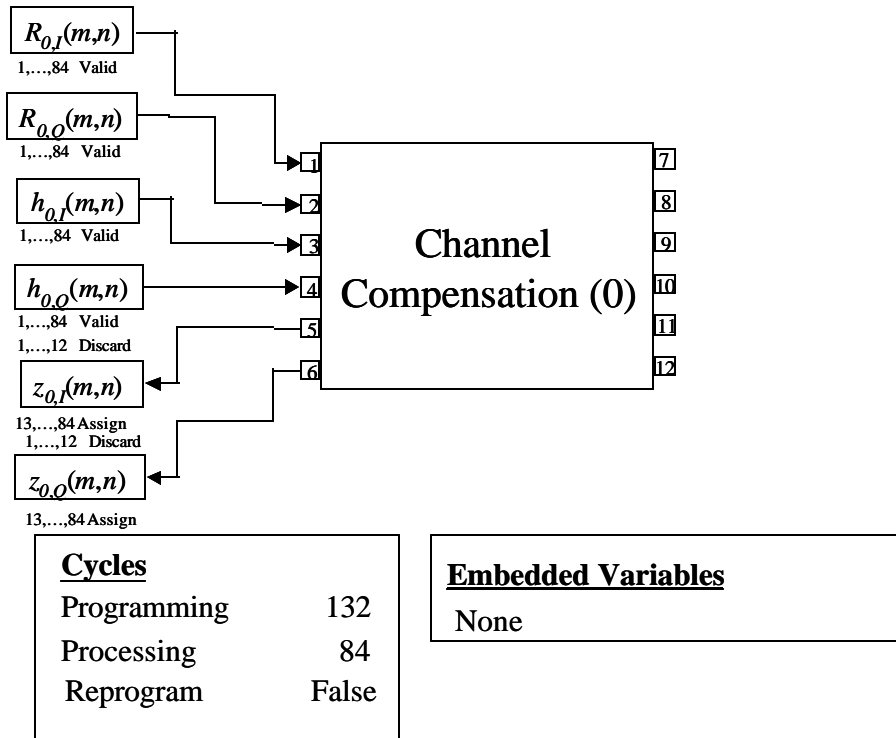 R0,I(m,n)
1,…,84 Valid
R0,Q(m,n)
1,…,84 Valid
h0,I(m,n)
1,…,84 Valid
h0,Q(m,n)
1,…,84 Valid
1,…,12 Discard
z0,I(m,n)
13,…,84 Assign
1,…,12 Discard
z0,Q(m,n)
13,…,84 Assign
1
2
3
4
5
6
Channel
Compensation (0)
7
8
9
10
11
12
Cycles
Programming 132
Processing 84
Reprogram False
Embedded Variables
None